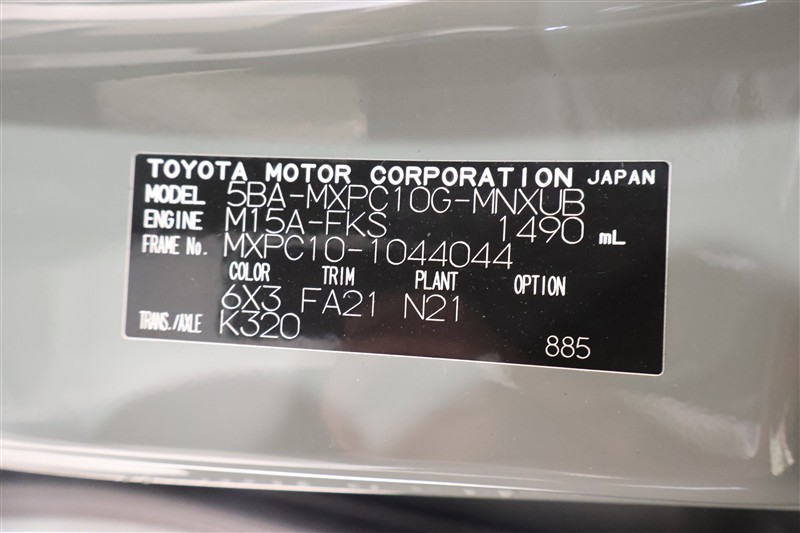 TOYOTA MOTOR CORPORATION JAPAN
MODEL 5BA-MXPC10G-MNXUB
ENGINE M15A-FKS 1490 mL
FRAME No. MXPC10-1044044
COLOR TRIM PLANT OPTION
6X3 FA21 N21
TRANS./AXLE K320
885